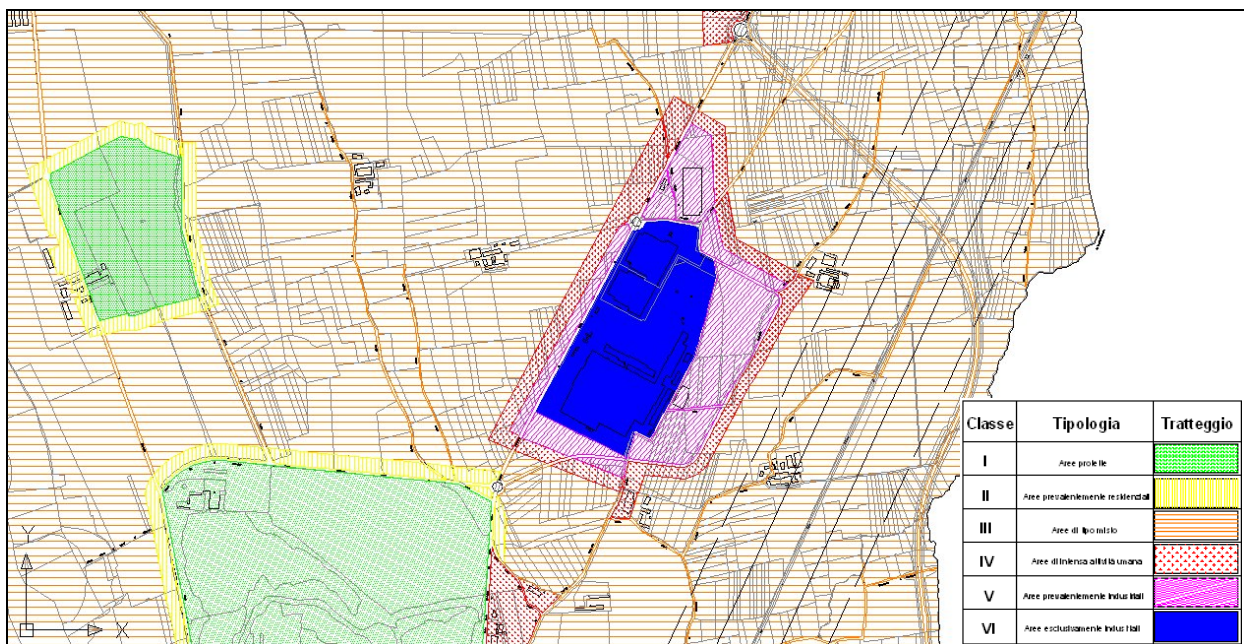 Classe Tipologia Tratteggio
I Aree protette
II Aree prevalentemente residenziali
III Aree di tipo misto
IV Aree di intensa attività umana
V Aree prevalentemente industriali
VI Aree esclusivamente industriali
Y
X